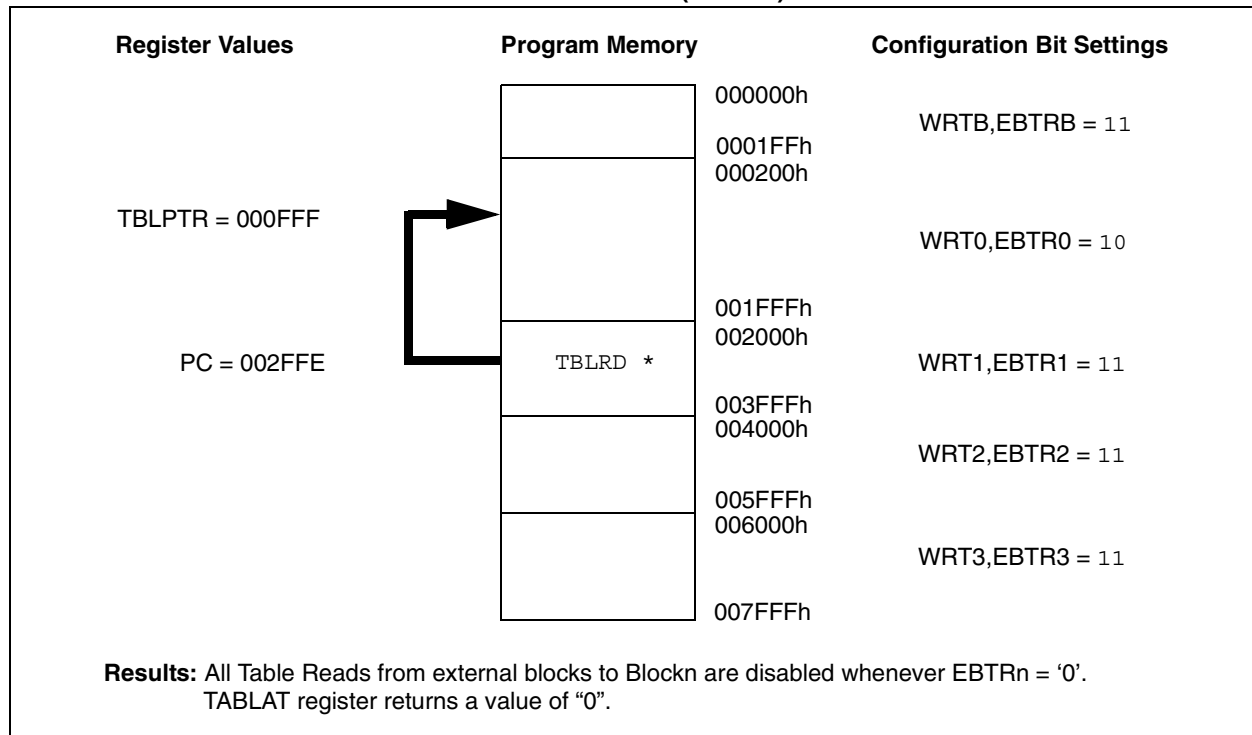 Register Values Program Memory Configuration Bit Settings
000000h
WRTB,EBTRB = 11
0001FFh
000200h
TBLPTR = 000FFF
WRT0,EBTR0 = 10
001FFFh
002000h
PC = 002FFE TBLRD * WRT1,EBTR1 = 11
003FFFh
004000h
WRT2,EBTR2 = 11
005FFFh
006000h
WRT3,EBTR3 = 11
007FFFh
Results: All Table Reads from external blocks to Blockn are disabled whenever EBTRn = ‘0’.
TABLAT register returns a value of “0”.